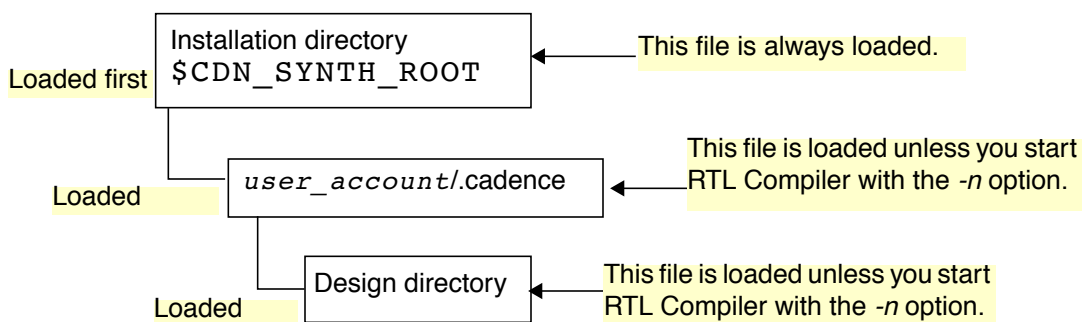 Installation directory
$CDN_SYNTH_ROOT
This file is always loaded.
Loaded first
user_account/.cadence
This file is loaded unless you start
RTL Compiler with the -n option.
Loaded
Design directory
This file is loaded unless you start
RTL Compiler with the -n option.
Loaded